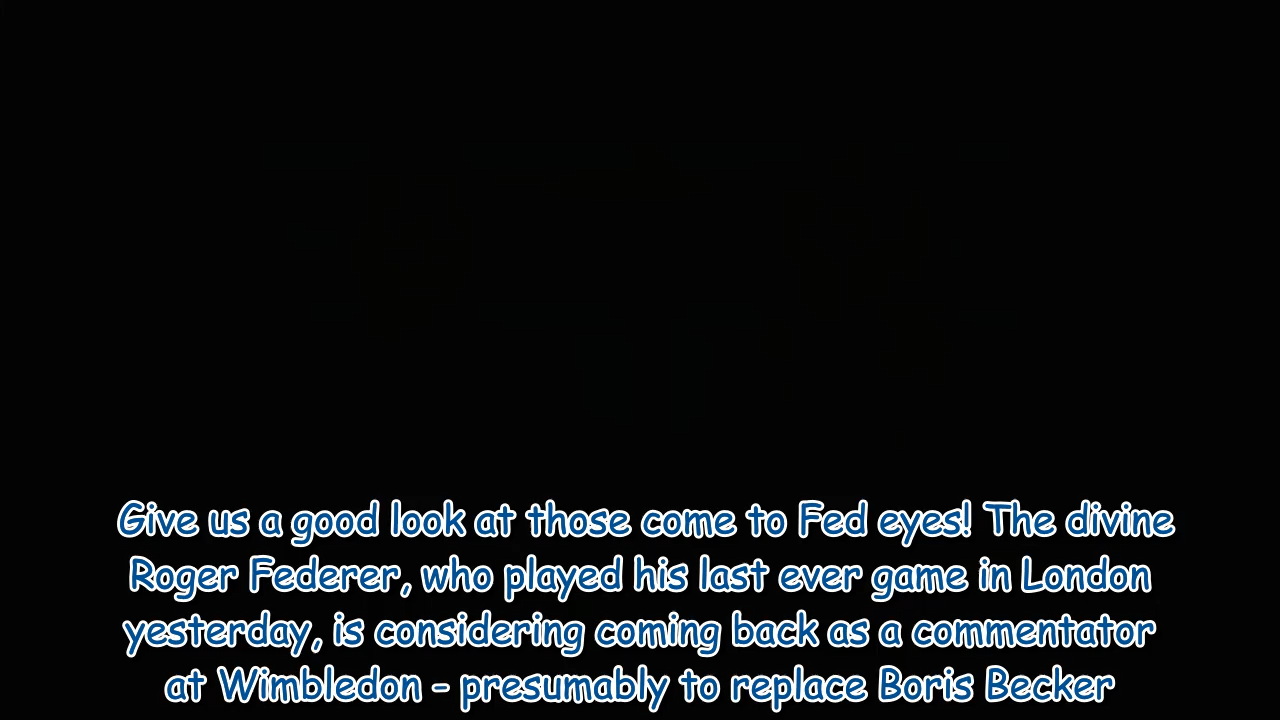 Give us a good look at those come to Fed eyes! The divine
Roger Federer, who played his last ever game in London
yesterday, is considering coming back as a commentator
at Wimbledon - presumably to replace Boris Becker